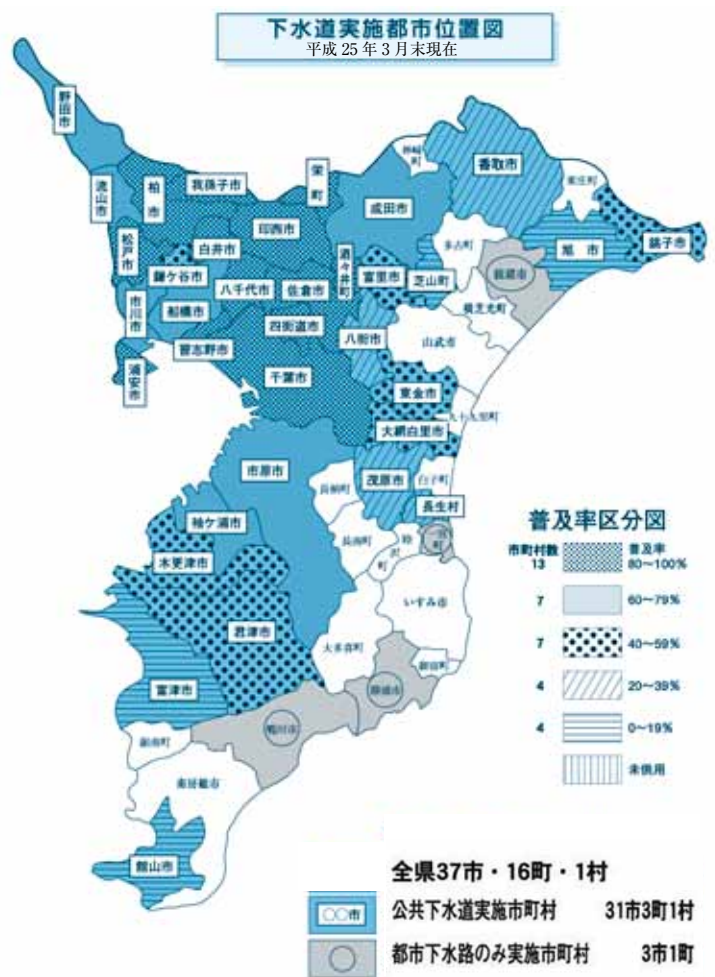 下水道実施都市位置図
平成25年3月末現在
野田市
流山市
柏市
我孫子市
栄町
印西市
成田市
神崎町
香取市
東庄町
銚子市
旭市
松戸市
白井市
鎌ケ谷市
八千代市
佐倉市
酒々井町
富里市
芝山町
多古町
匝瑳市
横芝光町
市川市
船橋市
習志野市
四街道市
八街市
山武市
浦安市
千葉市
東金市
九十九里町
大網白里市
市原市
長柄町
茂原市
白子町
長生村
袖ケ浦市
長南町
睦沢町
一宮町
木更津市
君津市
いすみ市
大多喜町
御宿町
勝浦市
富津市
鴨川市
鋸南町
南房総市
館山市
普及率区分図
市町村数 普及率
13 80〜100%
7 60〜79%
7 40〜59%
4 20〜39%
4 0〜19%
未供用
全県37市・16町・1村
○○市 公共下水道実施市町村 31市3町1村
都市下水路のみ実施市町村 3市1町